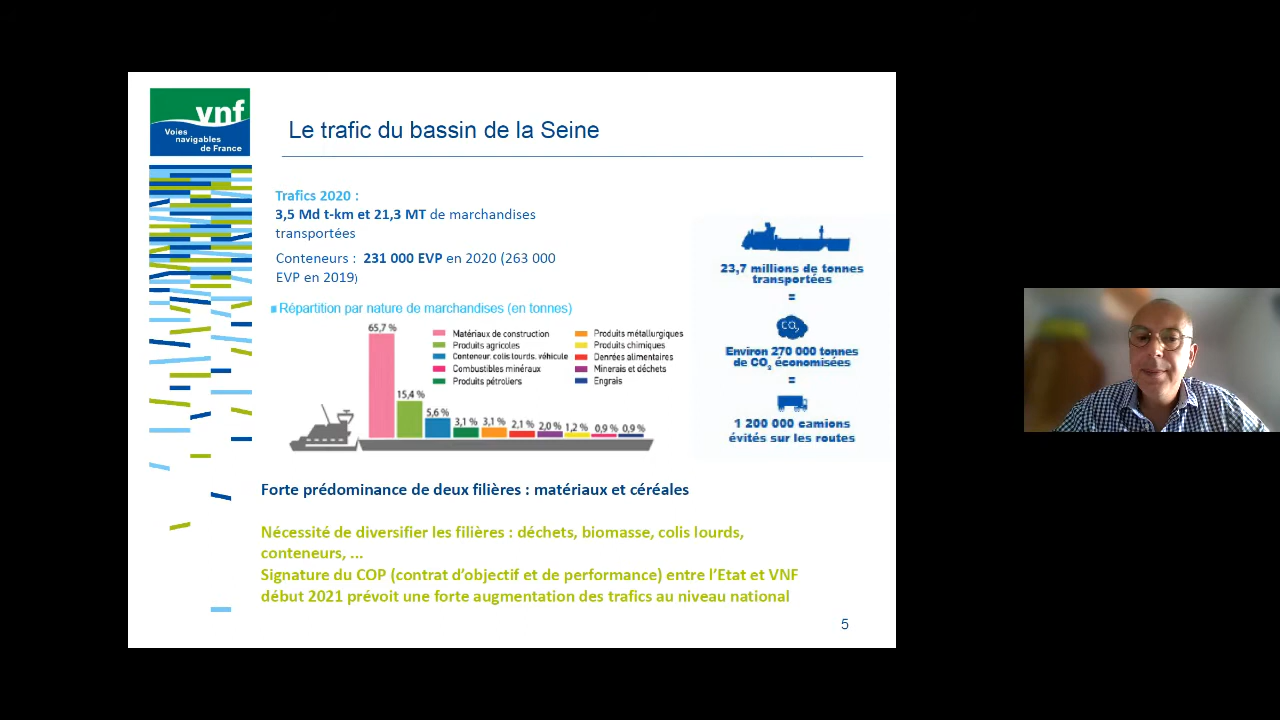 vnf
Voies
navigables
de France
Le trafic du bassin de la Seine
Trafics 2020 :
3,5 Md t-km et 21,3 MT de marchandises
transportées
Conteneurs : 231 000 EVP en 2020 (263 000
EVP en 2019)
Répartition par nature de marchandises (en tonnes)
65,7 %
15,4 %
5,6 %
3,1 %
3,1 %
2,1 %
2,0 %
1,2 %
0,9 %
0,9 %
Matériaux de construction
Produits agricoles
Conteneur, colis lourds, véhicule
Combustibles minéraux
Produits pétroliers
Produits métallurgiques
Produits chimiques
Denrées alimentaires
Minerais et déchets
Engrais
23,7 millions de tonnes
transportées
=
CO2
Environ 270 000 tonnes
de CO2 économisées
=
1 200 000 camions
évités sur les routes
Forte prédominance de deux filières : matériaux et céréales
Nécessité de diversifier les filières : déchets, biomasse, colis lourds,
conteneurs, ...
Signature du COP (contrat d’objectif et de performance) entre l’Etat et VNF
début 2021 prévoit une forte augmentation des trafics au niveau national
5